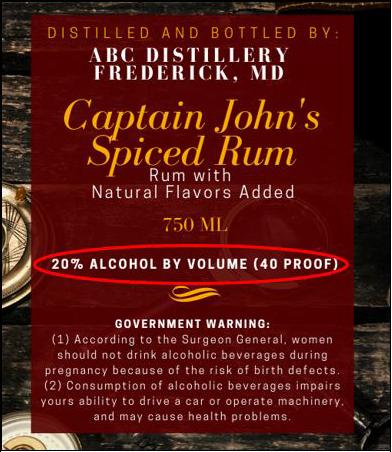 DISTILLED AND BOTTLED BY:
ABC DISTILLERY
FREDERICK, MD
Captain John's
Spiced Rum
Rum with
Natural Flavors Added
750 ML
20% ALCOHOL BY VOLUME (40 PROOF)
GOVERNMENT WARNING:
(1) According to the Surgeon General, women
should not drink alcoholic beverages during
pregnancy because of the risk of birth defects.
(2) Consumption of alcoholic beverages impairs
yours ability to drive a car or operate machinery,
and may cause health problems.